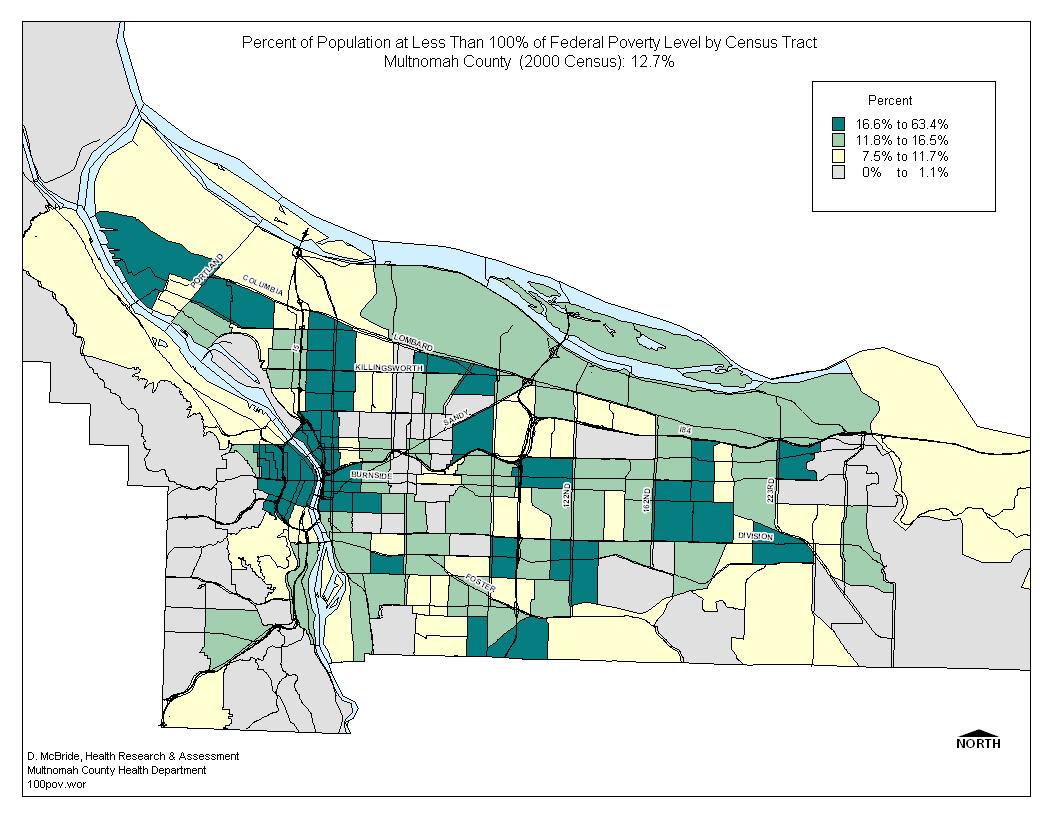 Percent of Population at Less Than 100% of Federal Poverty Level by Census Tract
Multnomah County (2000 Census): 12.7%
Percent
16.6% to 63.4%
11.8% to 16.5%
7.5% to 11.7%
0% to 1.1%
PORTLAND
COLUMBIA
LOMBARD
I5
KILLINGSWORTH
SANDY
I84
BURNSIDE
122ND
162ND
223RD
DIVISION
FOSTER
NORTH
D. McBride, Health Research & Assessment
Multnomah County Health Department
100pov.wor